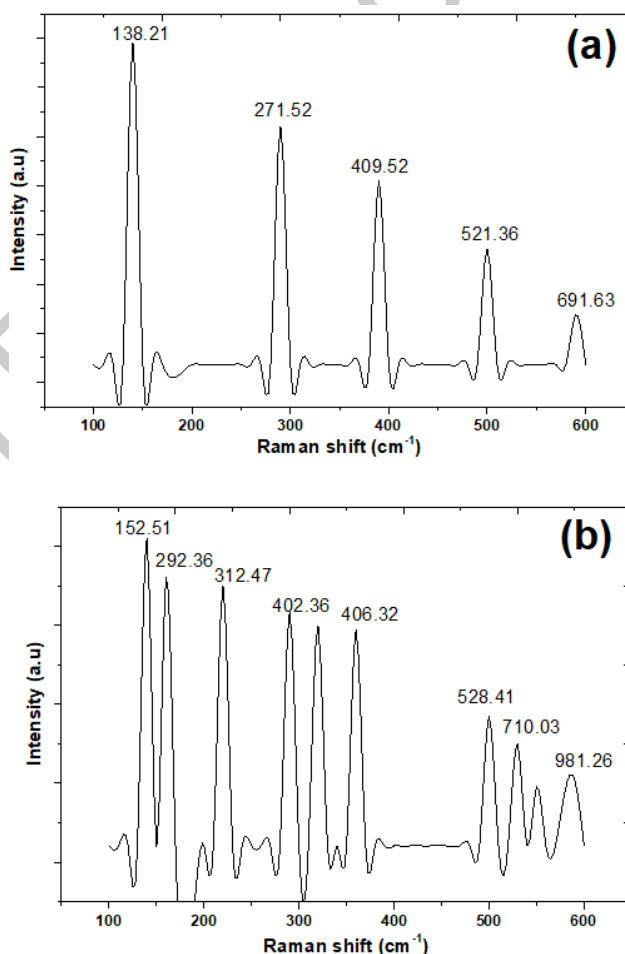 138.21
(a)
271.52
409.52
521.36
691.63
Intensity (a.u)
100 200 300 400 500 600
Raman shift (cm⁻¹)
152.51
(b)
292.36
312.47
402.36
406.32
528.41
710.03
981.26
Intensity (a.u)
100 200 300 400 500 600
Raman shift (cm⁻¹)